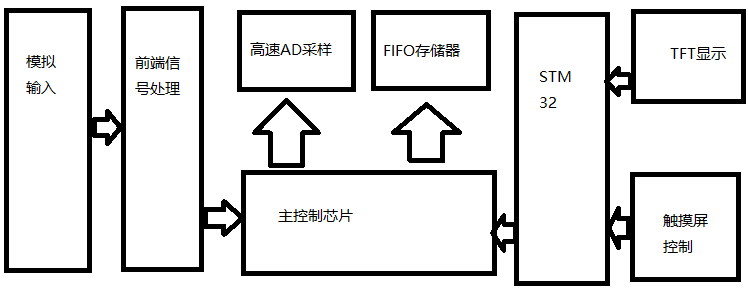 模拟
输入
前端信
号处理
高速AD采样
FIFO存储器
主控制芯片
STM
32
TFT显示
触摸屏
控制